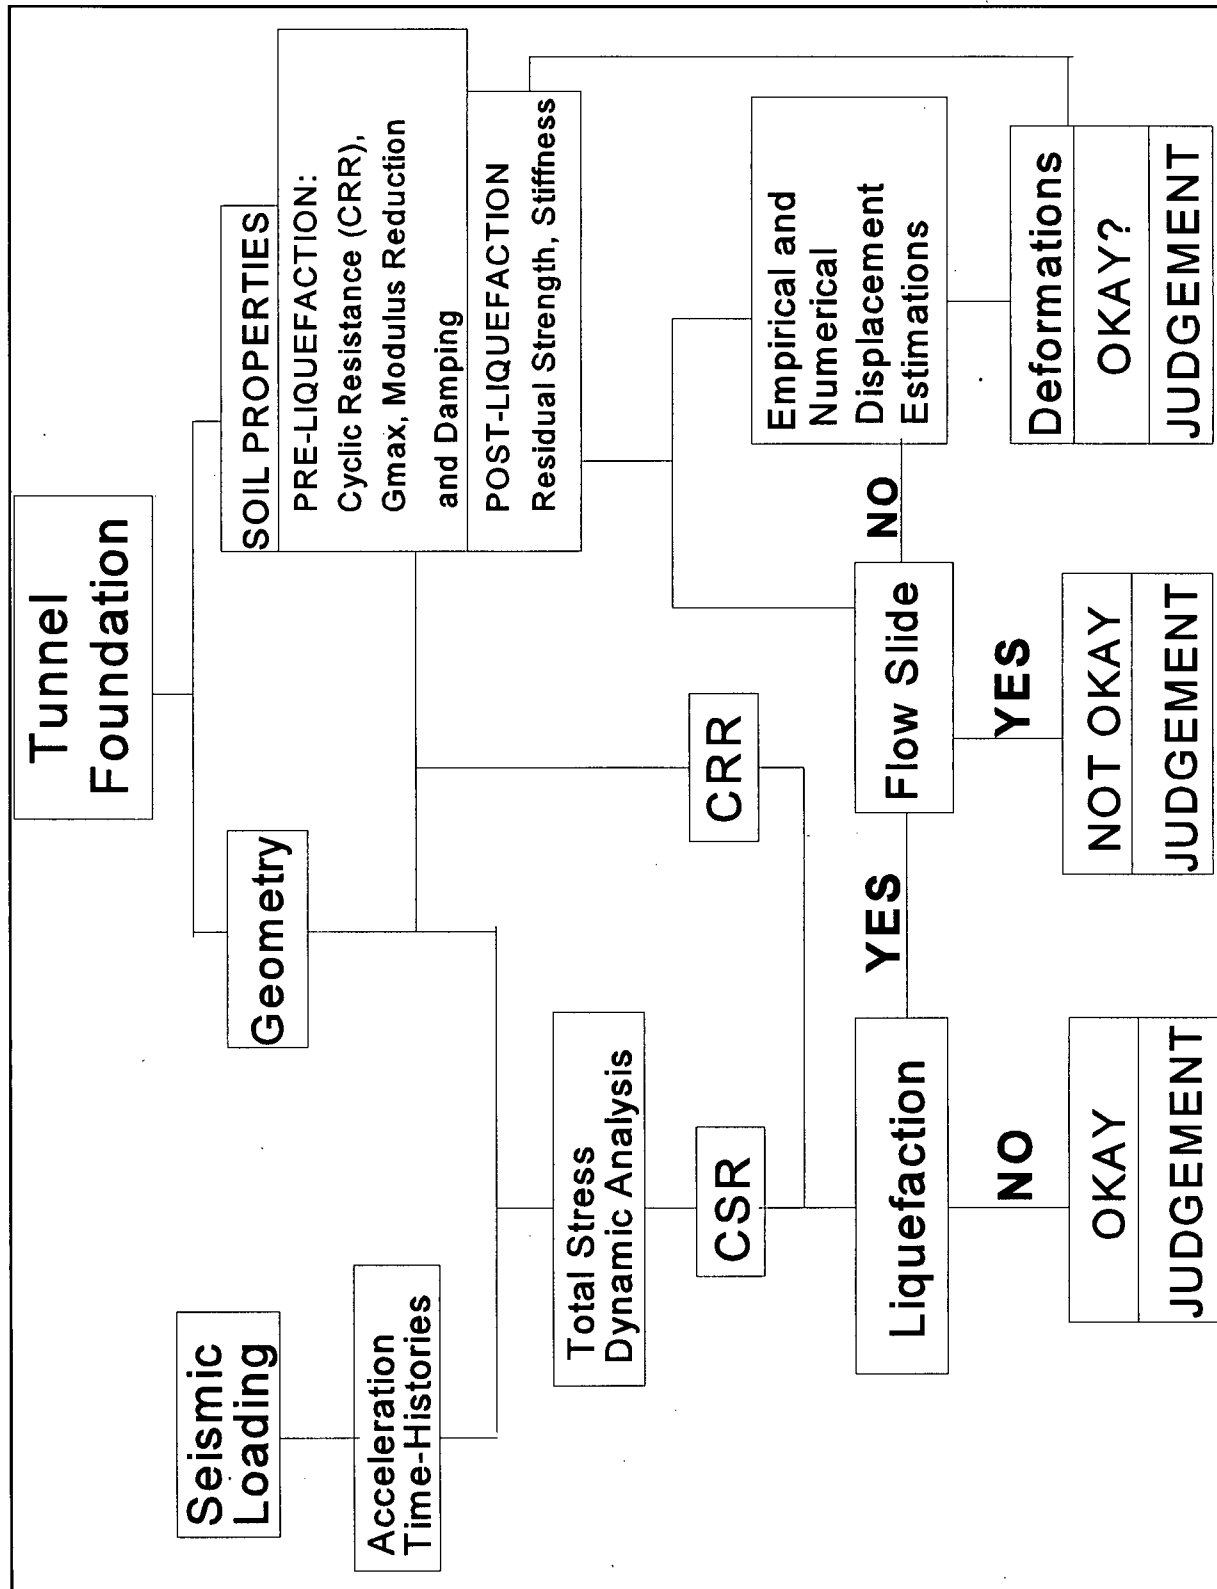 Tunnel
Foundation
Seismic
Loading
Geometry
SOIL PROPERTIES
PRE-LIQUEFACTION:
Cyclic Resistance (CRR),
Gmax, Modulus Reduction
and Damping
POST-LIQUEFACTION
Residual Strength, Stiffness
Acceleration
Time-Histories
Total Stress
Dynamic Analysis
CSR
CRR
Liquefaction
YES
Flow Slide
NO
Empirical and
Numerical
Displacement
Estimations
NO
YES
OKAY
JUDGEMENT
NOT OKAY
JUDGEMENT
Deformations
OKAY?
JUDGEMENT